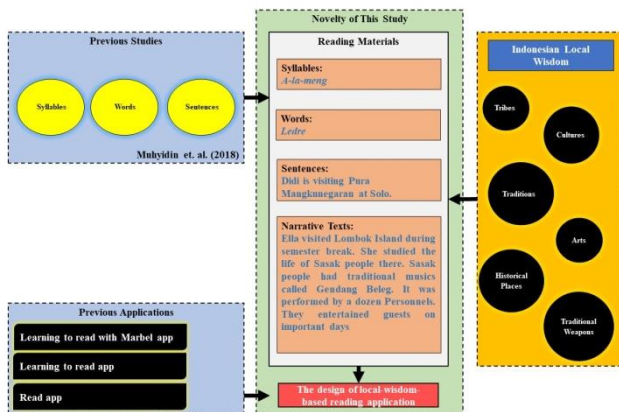 Previous Studies
Syllables
Words
Sentences
Muhyidin et. al. (2018)
Previous Applications
Learning to read with Marbel app
Learning to read app
Read app
Novelty of This Study
Reading Materials
Syllables:
A-la-meng
Words:
Ledre
Sentences:
Didi is visiting Pura
Mangkunegaran at Solo.
Narrative Texts:
Ella visited Lombok Island during
semester break. She studied the
life of Sasak people there. Sasak
people had traditional musics
called Gendang Beleg. It was
performed by a dozen Personnels.
They entertained guests on
important days
The design of local-wisdom-
based reading application
Indonesian Local
Wisdom
Tribes
Cultures
Traditions
Arts
Historical
Places
Traditional
Weapons